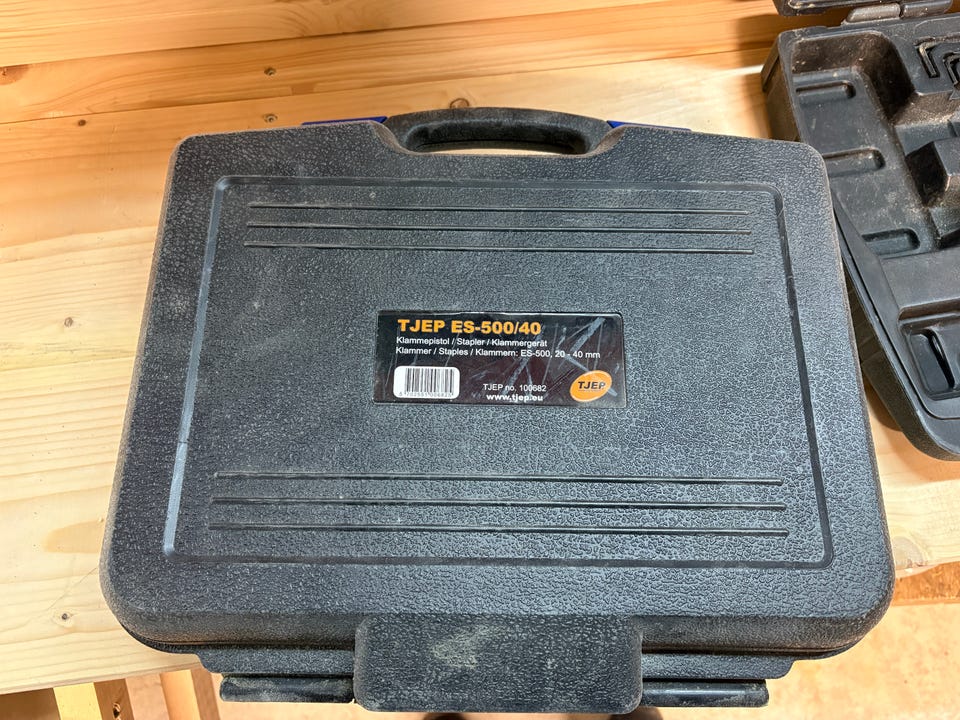 TJEP ES-500/40
Klammepistol / Stapler / Klammergerät
Klammer / Staples / Klammern: ES-500, 20 - 40 mm
TJEP no. 100682
www.tjep.eu
TJEP